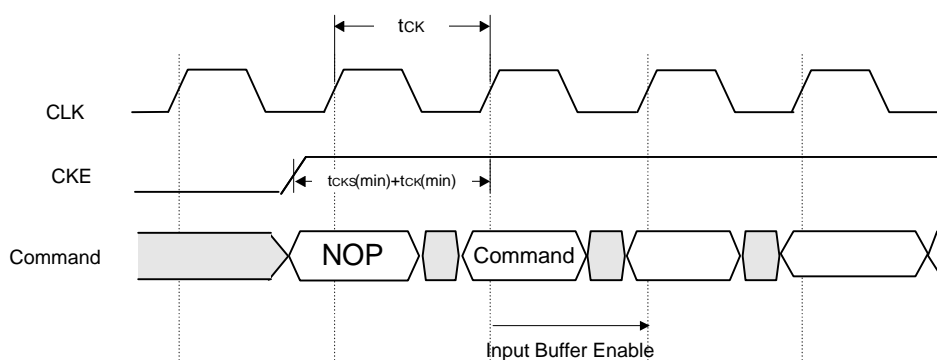 tCK
CLK
CKE
tCKS(min)+tCK(min)
Command
NOP
Command
Input Buffer Enable